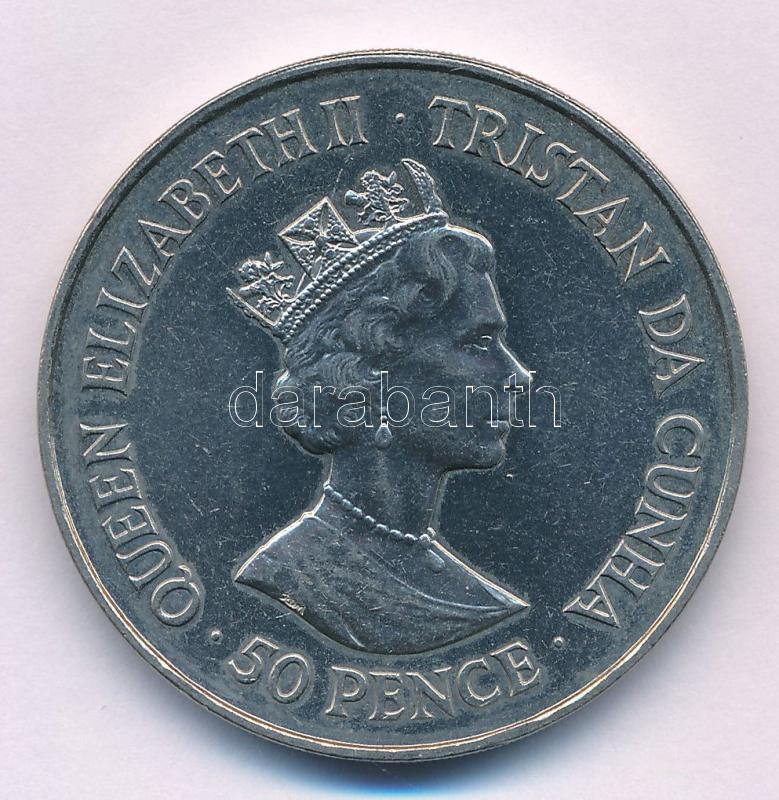 QUEEN ELIZABETH II · TRISTAN DA CUNHA
· 50 PENCE ·
darabanth